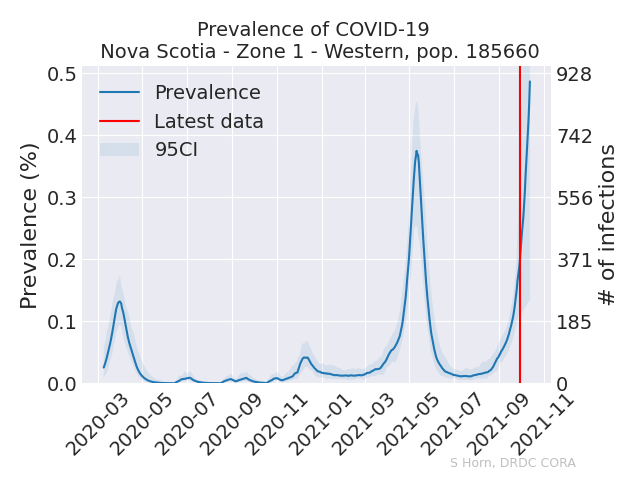 Prevalence of COVID-19
Nova Scotia - Zone 1 - Western, pop. 185660
Prevalence
Latest data
95CI
Prevalence (%)
0.5
0.4
0.3
0.2
0.1
0.0
928
742
556
371
185
0
# of infections
2020-03
2020-05
2020-07
2020-09
2020-11
2021-01
2021-03
2021-05
2021-07
2021-09
2021-11
S Horn, DRDC CORA